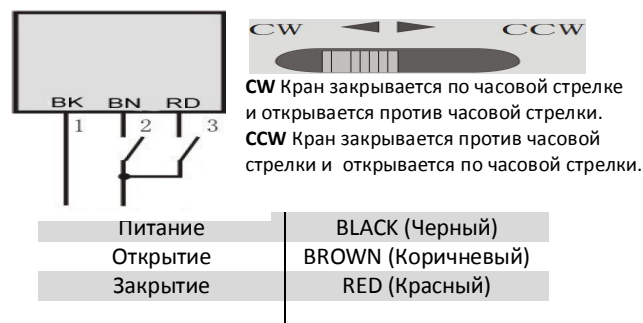 CW CCW
BK BN RD
1 2 3
CW Кран закрывается по часовой стрелке
и открывается против часовой стрелки.
CCW Кран закрывается против часовой
стрелки и открывается по часовой стрелки.
Питание BLACK (Черный)
Открытие BROWN (Коричневый)
Закрытие RED (Красный)